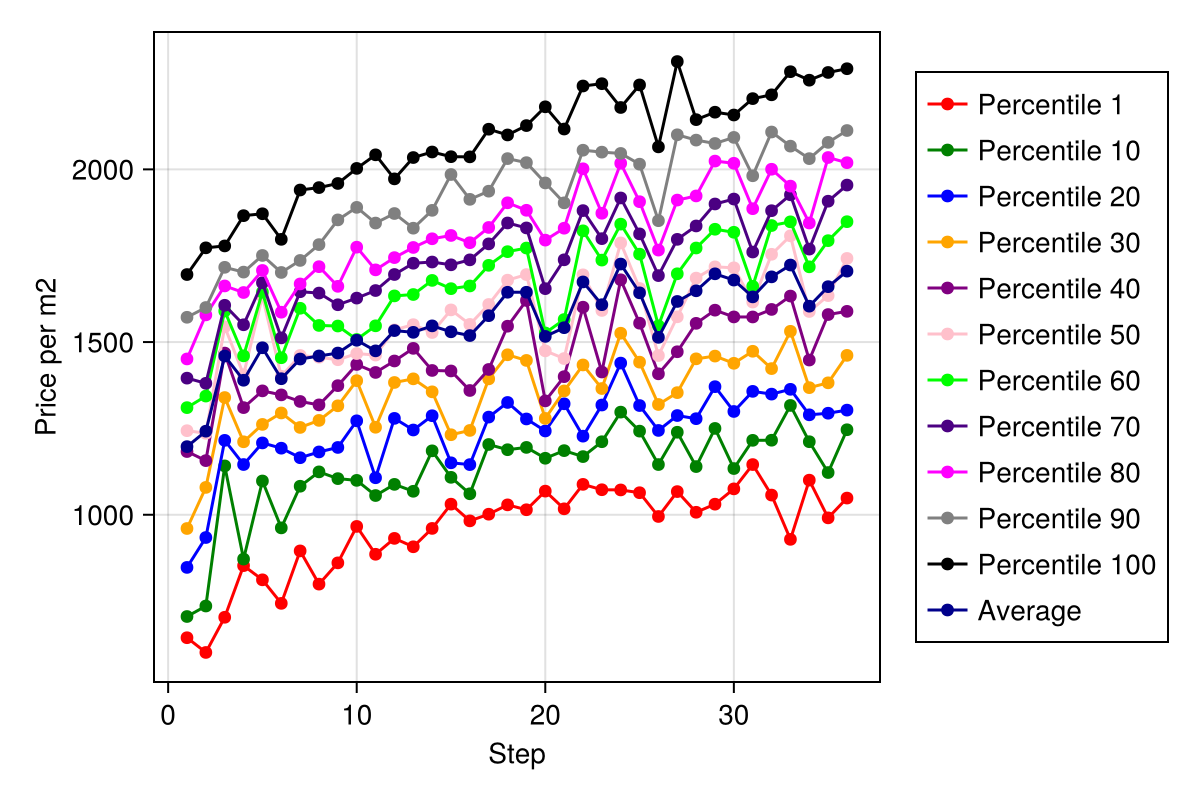 Price per m2
2000
1500
1000
0
10
20
30
Step
Percentile 1
Percentile 10
Percentile 20
Percentile 30
Percentile 40
Percentile 50
Percentile 60
Percentile 70
Percentile 80
Percentile 90
Percentile 100
Average